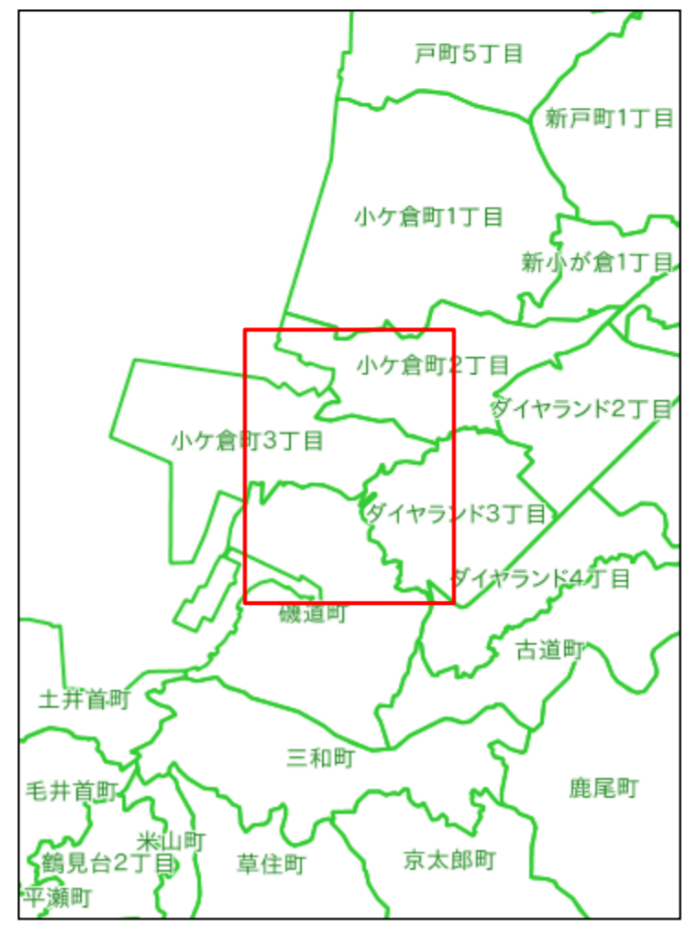 戸町5丁目
新戸町1丁目
小ケ倉町1丁目
新小が倉1丁目
小ケ倉町2丁目
ダイヤランド2丁目
小ケ倉町3丁目
ダイヤランド3丁目
ダイヤランド4丁目
磯道町
古道町
土井首町
三和町
鹿尾町
毛井首町
米山町
鶴見台2丁目
草住町
京太郎町
平瀬町